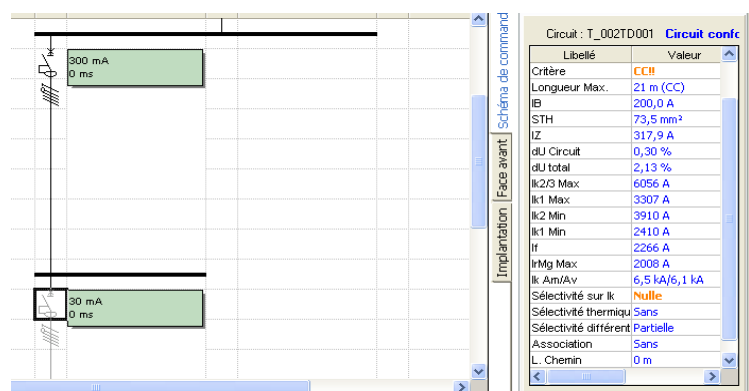 300 mA
0 ms
30 mA
0 ms
Schéma de command
Face avant
Implantation
Circuit : T_002TD001 Circuit confo
Libellé Valeur
Critère CC!!
Longueur Max. 21 m (CC)
IB 200,0 A
STH 73,5 mm²
IZ 317,9 A
dU Circuit 0,30 %
dU total 2,13 %
Ik2/3 Max 6056 A
Ik1 Max 3307 A
Ik2 Min 3910 A
Ik1 Min 2410 A
If 2266 A
IrMg Max 2008 A
Ik Am/Av 6,5 kA/6,1 kA
Sélectivité sur Ik Nulle
Sélectivité thermiqu Sans
Sélectivité différent Partielle
Association Sans
L. Chemin 0 m